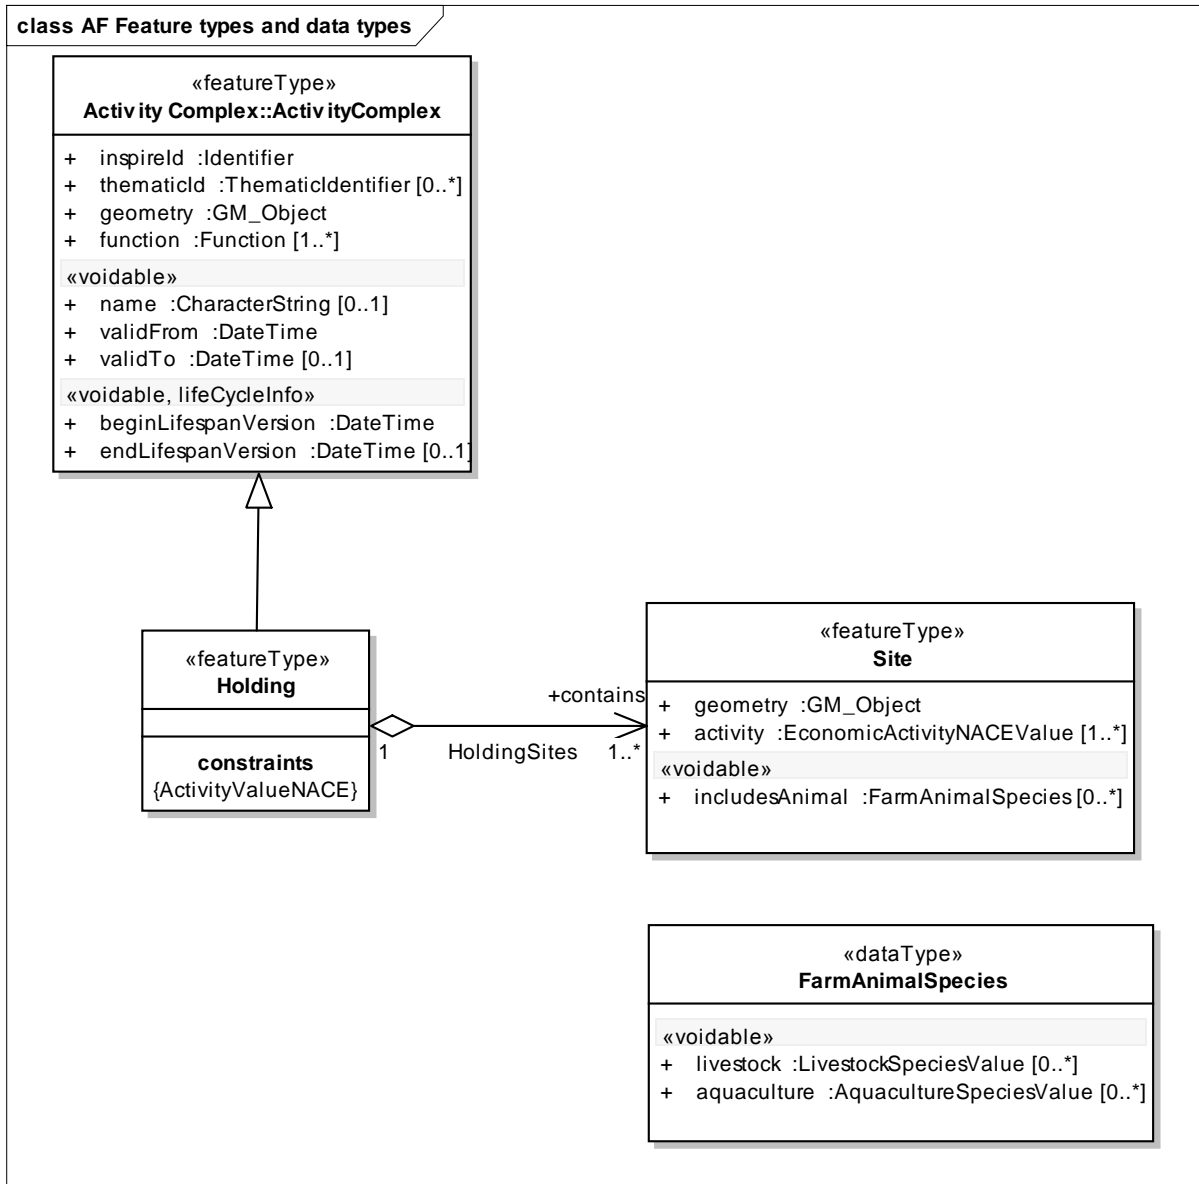 class AF Feature types and data types
«featureType»
Activity Complex::ActivityComplex
+ inspireId :Identifier
+ thematicId :ThematicIdentifier [0..*]
+ geometry :GM_Object
+ function :Function [1..*]
«voidable»
+ name :CharacterString [0..1]
+ validFrom :DateTime
+ validTo :DateTime [0..1]
«voidable, lifeCycleInfo»
+ beginLifespanVersion :DateTime
+ endLifespanVersion :DateTime [0..1]
«featureType»
Holding
constraints
{ActivityValueNACE}
+contains
1
HoldingSites
1..*
«featureType»
Site
+ geometry :GM_Object
+ activity :EconomicActivityNACEValue [1..*]
«voidable»
+ includesAnimal :FarmAnimalSpecies [0..*]
«dataType»
FarmAnimalSpecies
«voidable»
+ livestock :LivestockSpeciesValue [0..*]
+ aquaculture :AquacultureSpeciesValue [0..*]